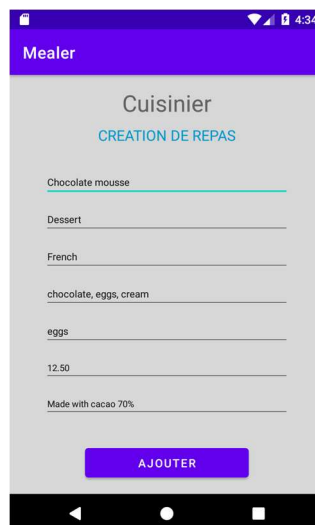 4:34
Mealer
Cuisinier
CREATION DE REPAS
Chocolate mousse
Dessert
French
chocolate, eggs, cream
eggs
12.50
Made with cacao 70%
AJOUTER